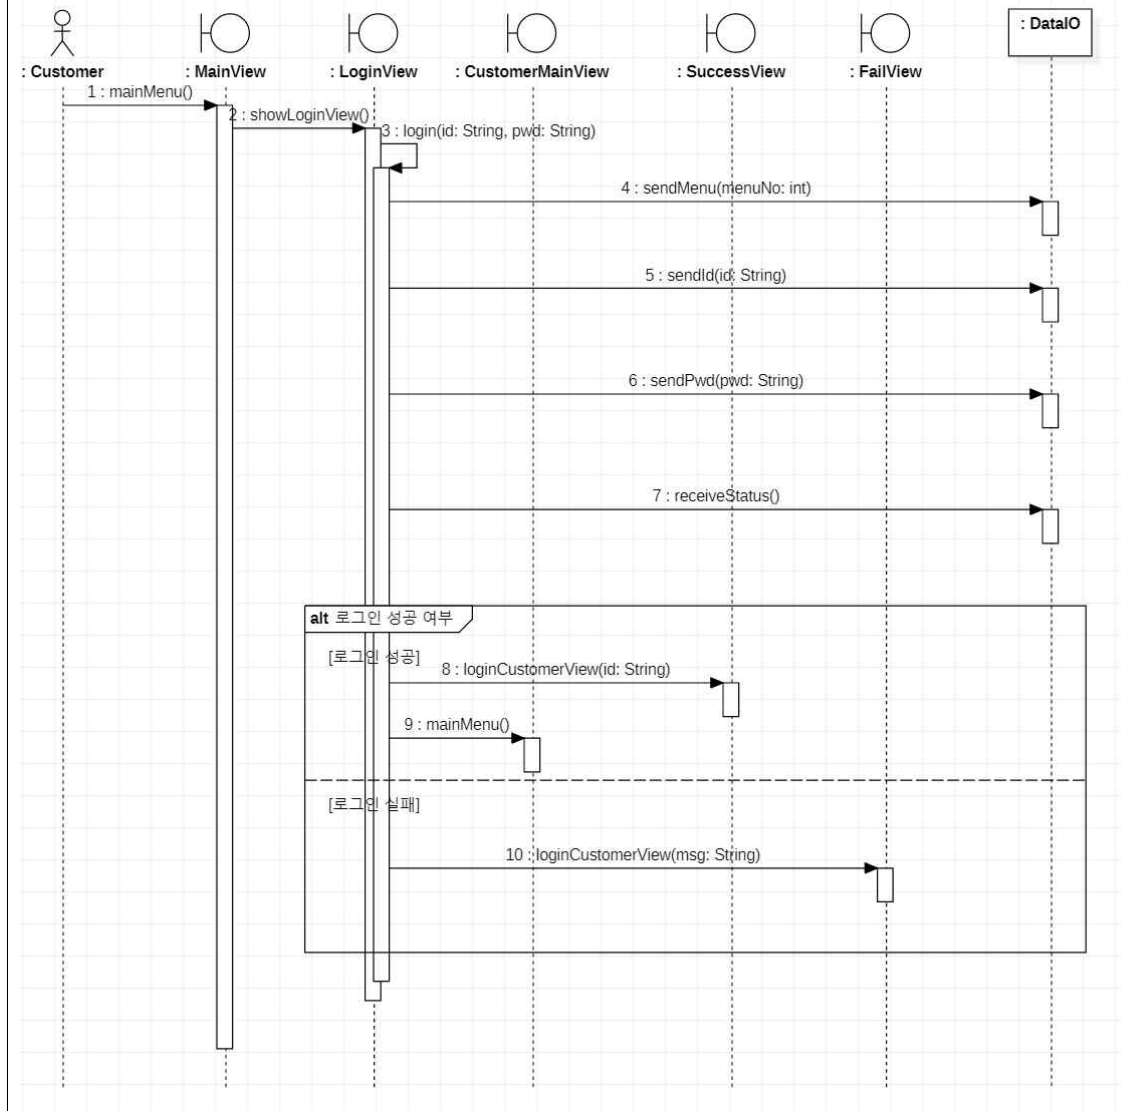 : DataIO
: Customer
: MainView
: LoginView
: CustomerMainView
: SuccessView
: FailView
1 : mainMenu()
2 : showLoginView()
3 : login(id: String, pwd: String)
4 : sendMenu(menuNo: int)
5 : sendId(id: String)
6 : sendPwd(pwd: String)
7 : receiveStatus()
alt 로그인 성공 여부
[로그인 성공]
8 : loginCustomerView(id: String)
9 : mainMenu()
[로그인 실패]
10 : loginCustomerView(msg: String)